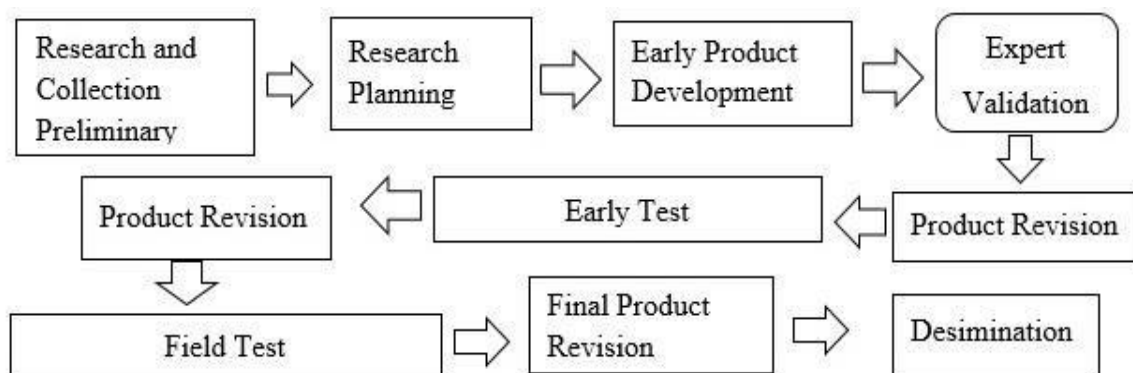 Research and
Collection
Preliminary
Research
Planning
Early Product
Development
Expert
Validation
Product Revision
Early Test
Product Revision
Field Test
Final Product
Revision
Desimination